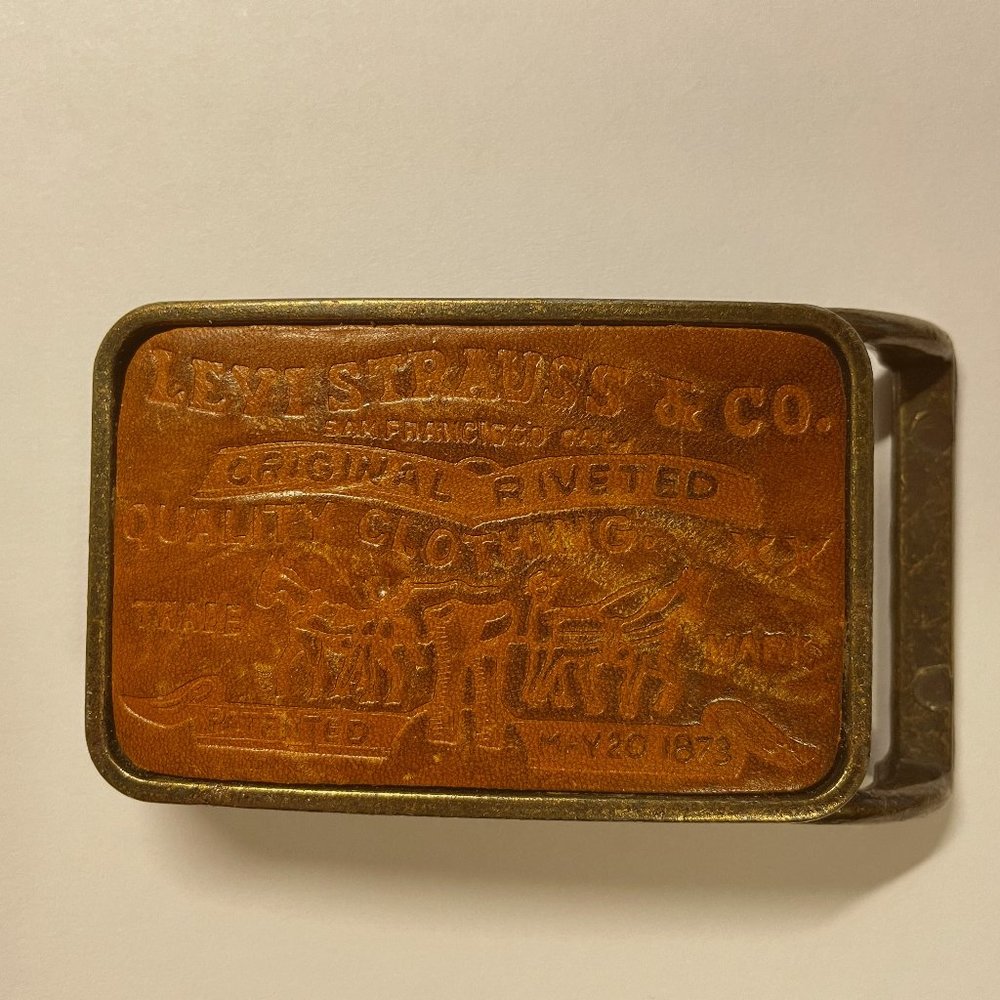 LEVI STRAUSS & CO.
SAN FRANCISCO CAL.
ORIGINAL RIVETED
QUALITY CLOTHING. XX
TRADE MARK
PATENTED MAY 20 1873